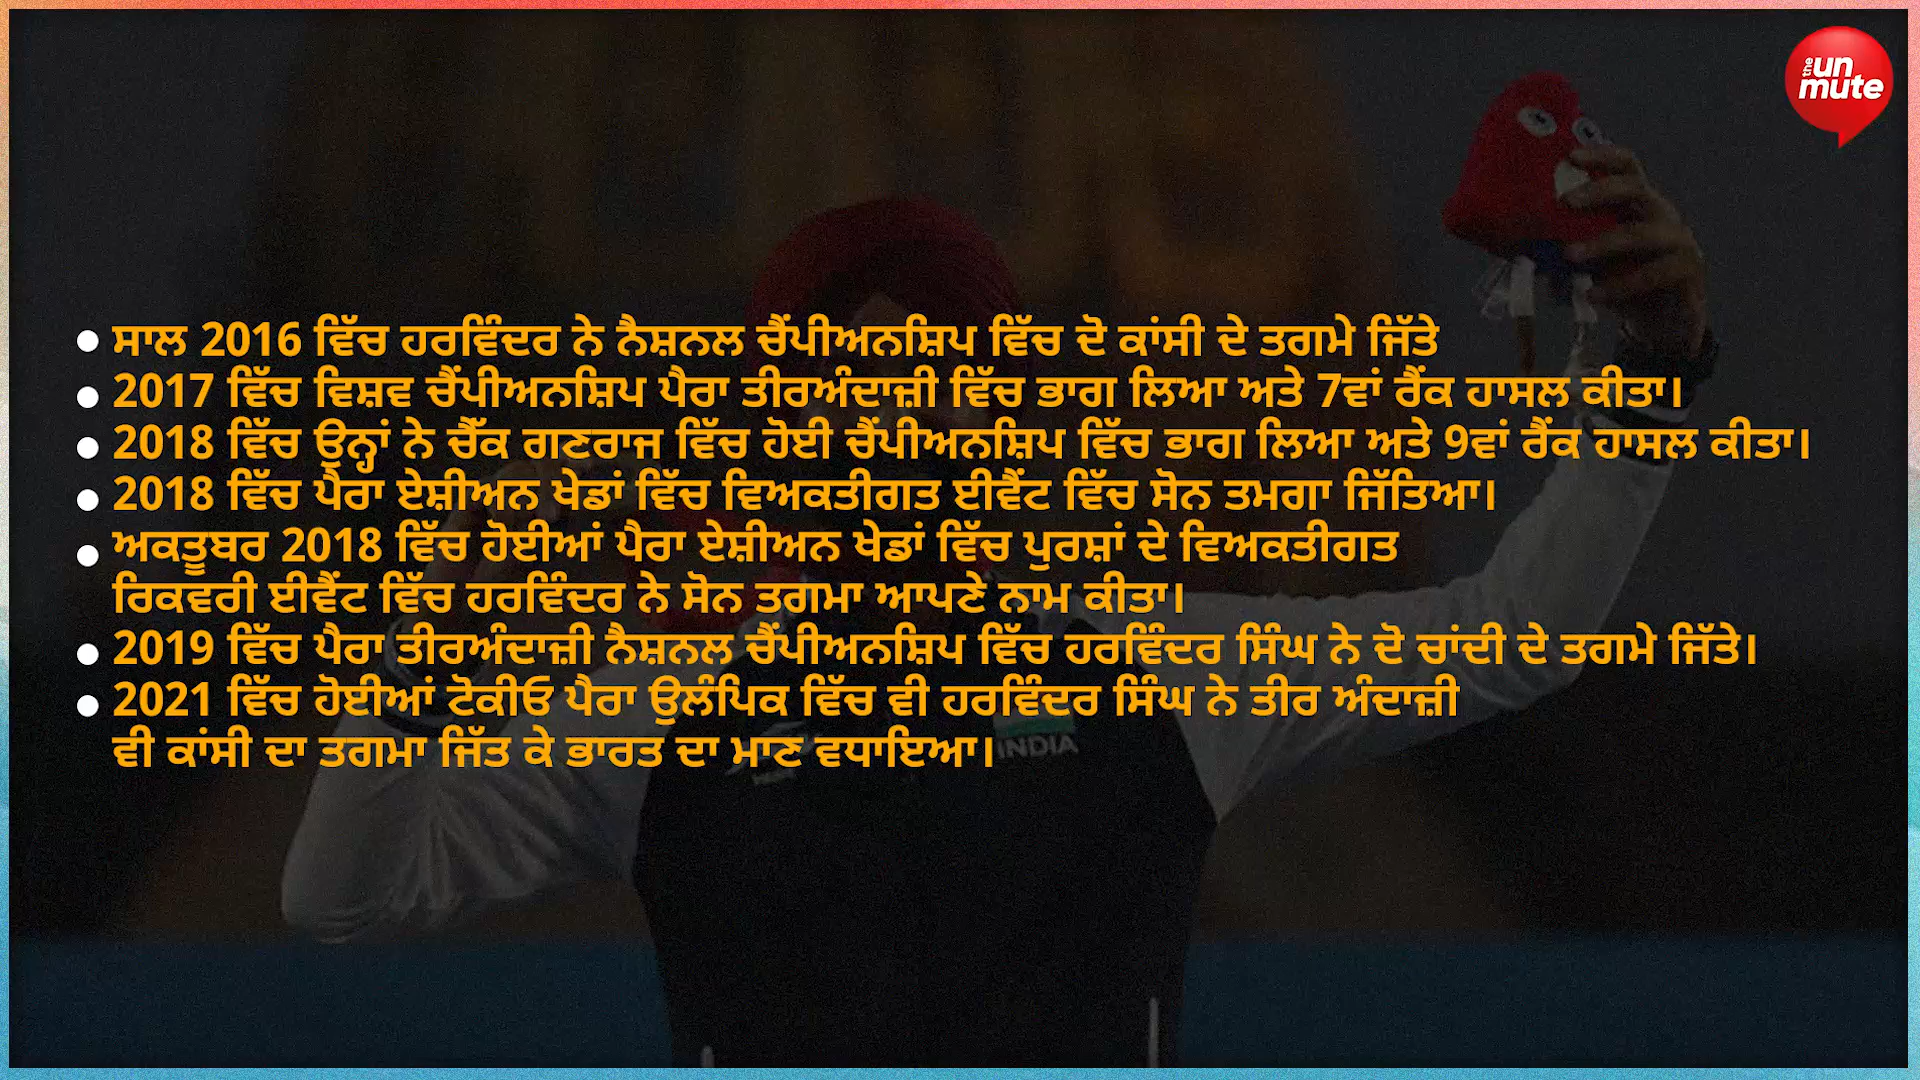 the
un
mute
ਸਾਲ 2016 ਵਿੱਚ ਹਰਵਿੰਦਰ ਨੇ ਨੈਸ਼ਨਲ ਚੈਂਪੀਅਨਸ਼ਿਪ ਵਿੱਚ ਦੋ ਕਾਂਸੀ ਦੇ ਤਗਮੇ ਜਿੱਤੇ
2017 ਵਿੱਚ ਵਿਸ਼ਵ ਚੈਂਪੀਅਨਸ਼ਿਪ ਪੈਰਾ ਤੀਰਅੰਦਾਜ਼ੀ ਵਿੱਚ ਭਾਗ ਲਿਆ ਅਤੇ 7ਵਾਂ ਰੈਂਕ ਹਾਸਲ ਕੀਤਾ।
2018 ਵਿੱਚ ਉਨ੍ਹਾਂ ਨੇ ਚੈੱਕ ਗਣਰਾਜ ਵਿੱਚ ਹੋਈ ਚੈਂਪੀਅਨਸ਼ਿਪ ਵਿੱਚ ਭਾਗ ਲਿਆ ਅਤੇ 9ਵਾਂ ਰੈਂਕ ਹਾਸਲ ਕੀਤਾ।
2018 ਵਿੱਚ ਪੈਰਾ ਏਸ਼ੀਅਨ ਖੇਡਾਂ ਵਿੱਚ ਵਿਅਕਤੀਗਤ ਈਵੈਂਟ ਵਿੱਚ ਸੋਨ ਤਮਗਾ ਜਿੱਤਿਆ।
ਅਕਤੂਬਰ 2018 ਵਿੱਚ ਹੋਈਆਂ ਪੈਰਾ ਏਸ਼ੀਅਨ ਖੇਡਾਂ ਵਿੱਚ ਪੁਰਸ਼ਾਂ ਦੇ ਵਿਅਕਤੀਗਤ
ਰਿਕਵਰੀ ਈਵੈਂਟ ਵਿੱਚ ਹਰਵਿੰਦਰ ਨੇ ਸੋਨ ਤਗਮਾ ਆਪਣੇ ਨਾਮ ਕੀਤਾ।
2019 ਵਿੱਚ ਪੈਰਾ ਤੀਰਅੰਦਾਜ਼ੀ ਨੈਸ਼ਨਲ ਚੈਂਪੀਅਨਸ਼ਿਪ ਵਿੱਚ ਹਰਵਿੰਦਰ ਸਿੰਘ ਨੇ ਦੋ ਚਾਂਦੀ ਦੇ ਤਗਮੇ ਜਿੱਤੇ।
2021 ਵਿੱਚ ਹੋਈਆਂ ਟੋਕੀਓ ਪੈਰਾ ਉਲੰਪਿਕ ਵਿੱਚ ਵੀ ਹਰਵਿੰਦਰ ਸਿੰਘ ਨੇ ਤੀਰ ਅੰਦਾਜ਼ੀ
ਵੀ ਕਾਂਸੀ ਦਾ ਤਗਮਾ ਜਿੱਤ ਕੇ ਭਾਰਤ ਦਾ ਮਾਣ ਵਧਾਇਆ।
INDIA